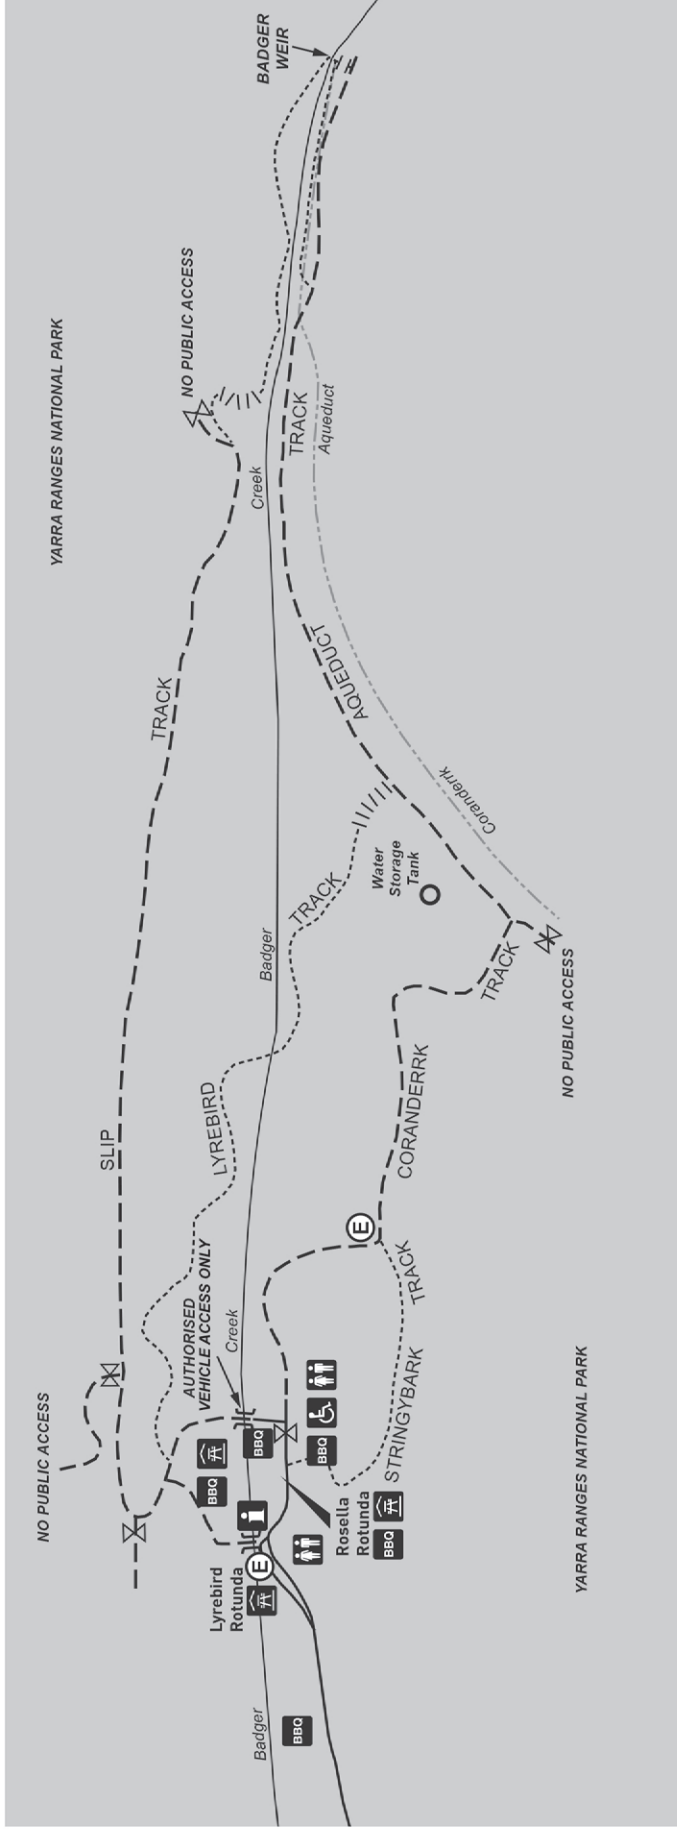 BADGER
WEIR
NO PUBLIC ACCESS
YARRA RANGES NATIONAL PARK
TRACK
Aqueduct
Creek
AQUEDUCT
TRACK
Coranderrk
Water
Storage
Tank
TRACK
Badger
TRACK
NO PUBLIC ACCESS
LYREBIRD
CORANDERRK
SLIP
E
TRACK
AUTHORISED
VEHICLE ACCESS ONLY
Creek
STRINGYBARK
NO PUBLIC ACCESS
BBQ
BBQ
BBQ
i
Rosella
Rotunda
BBQ
E
Lyrebird
Rotunda
YARRA RANGES NATIONAL PARK
Badger
BBQ